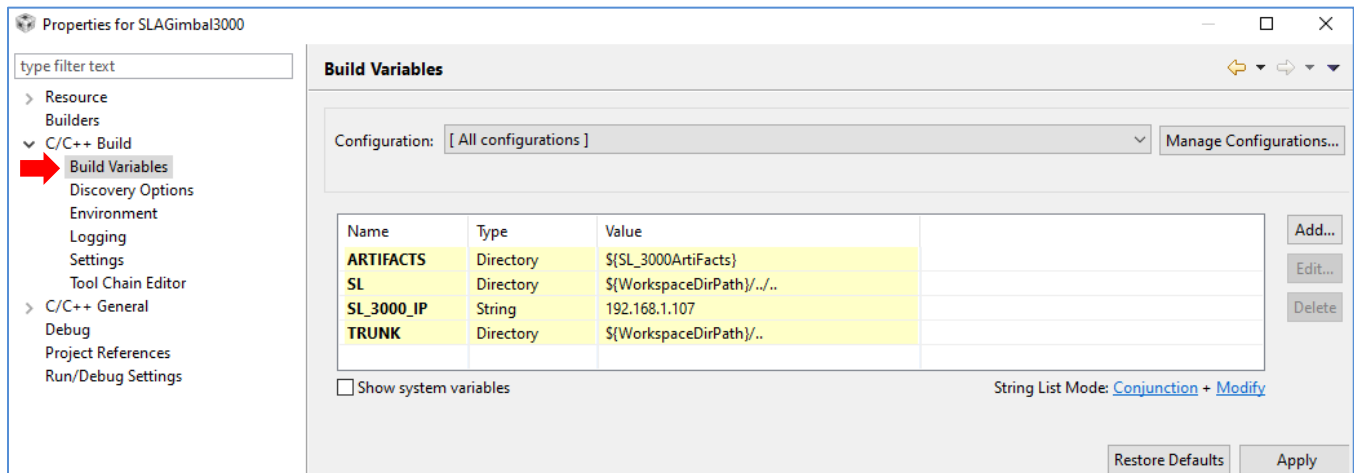 Properties for SLAGimbal3000
type filter text
Resource
Builders
C/C++ Build
Build Variables
Discovery Options
Environment
Logging
Settings
Tool Chain Editor
C/C++ General
Debug
Project References
Run/Debug Settings
Build Variables
Configuration: [ All configurations ] Manage Configurations...
Name Type Value
ARTIFACTS Directory ${SL_3000ArtiFacts}
SL Directory ${WorkspaceDirPath}/../..
SL_3000_IP String 192.168.1.107
TRUNK Directory ${WorkspaceDirPath}/..
Add...
Edit...
Delete
Show system variables String List Mode: Conjunction + Modify
Restore Defaults Apply